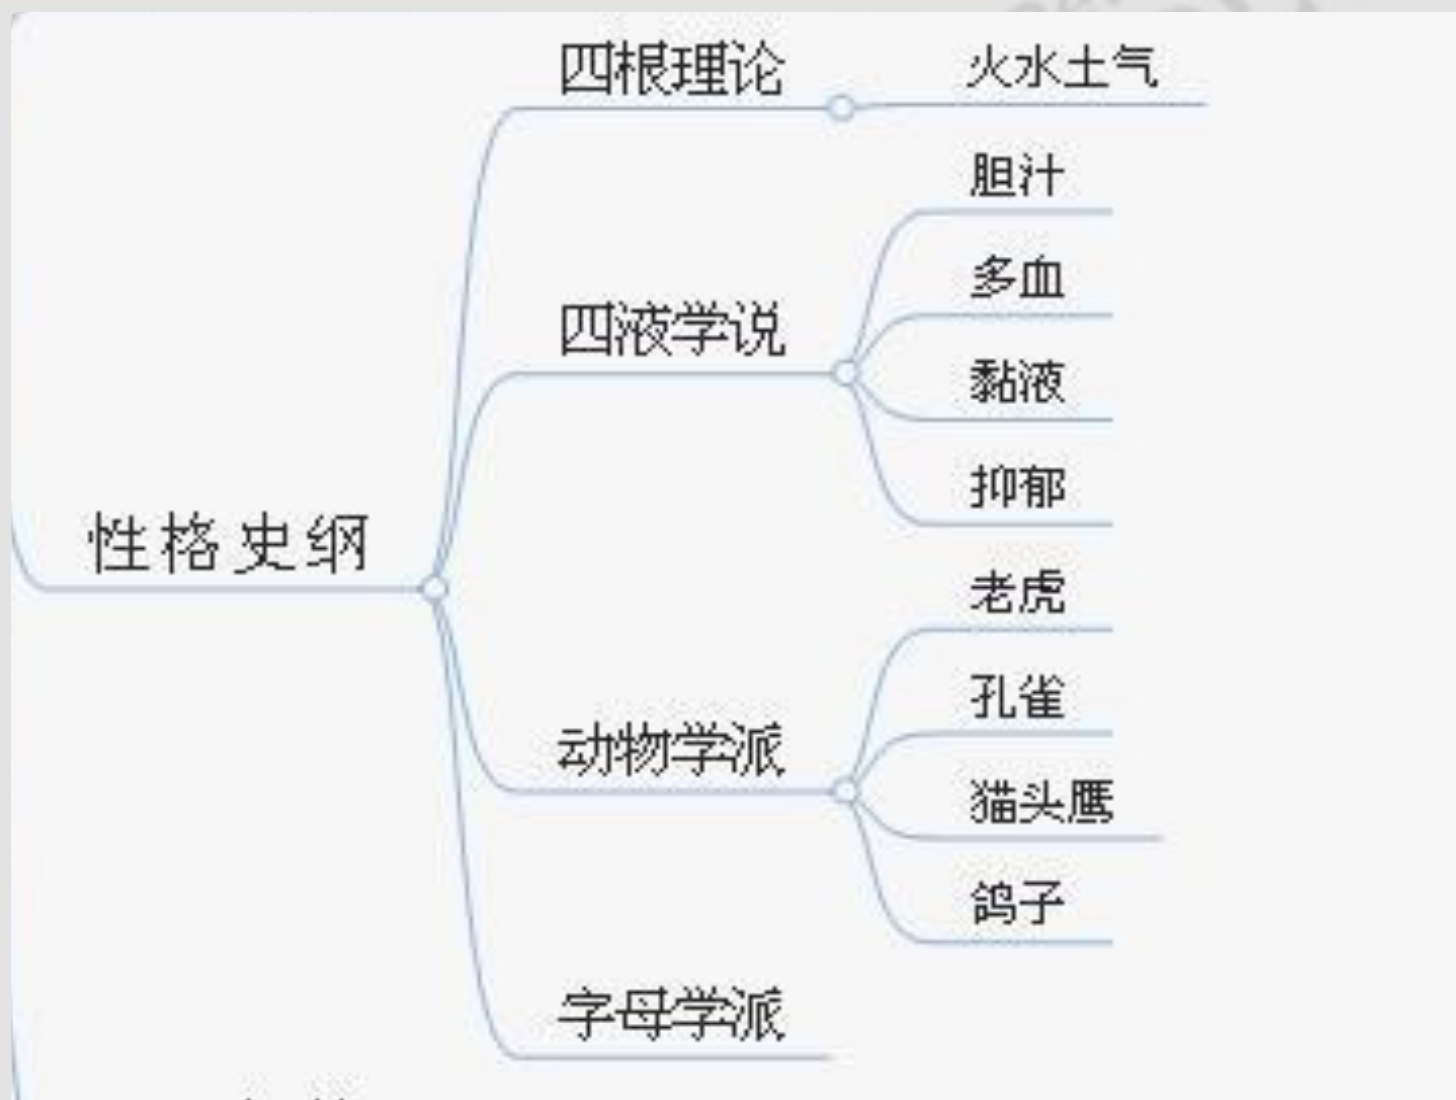 四根理论
火水土气
胆汁
多血
四液学说
黏液
抑郁
性格史纲
老虎
孔雀
动物学派
猫头鹰
鸽子
字母学派